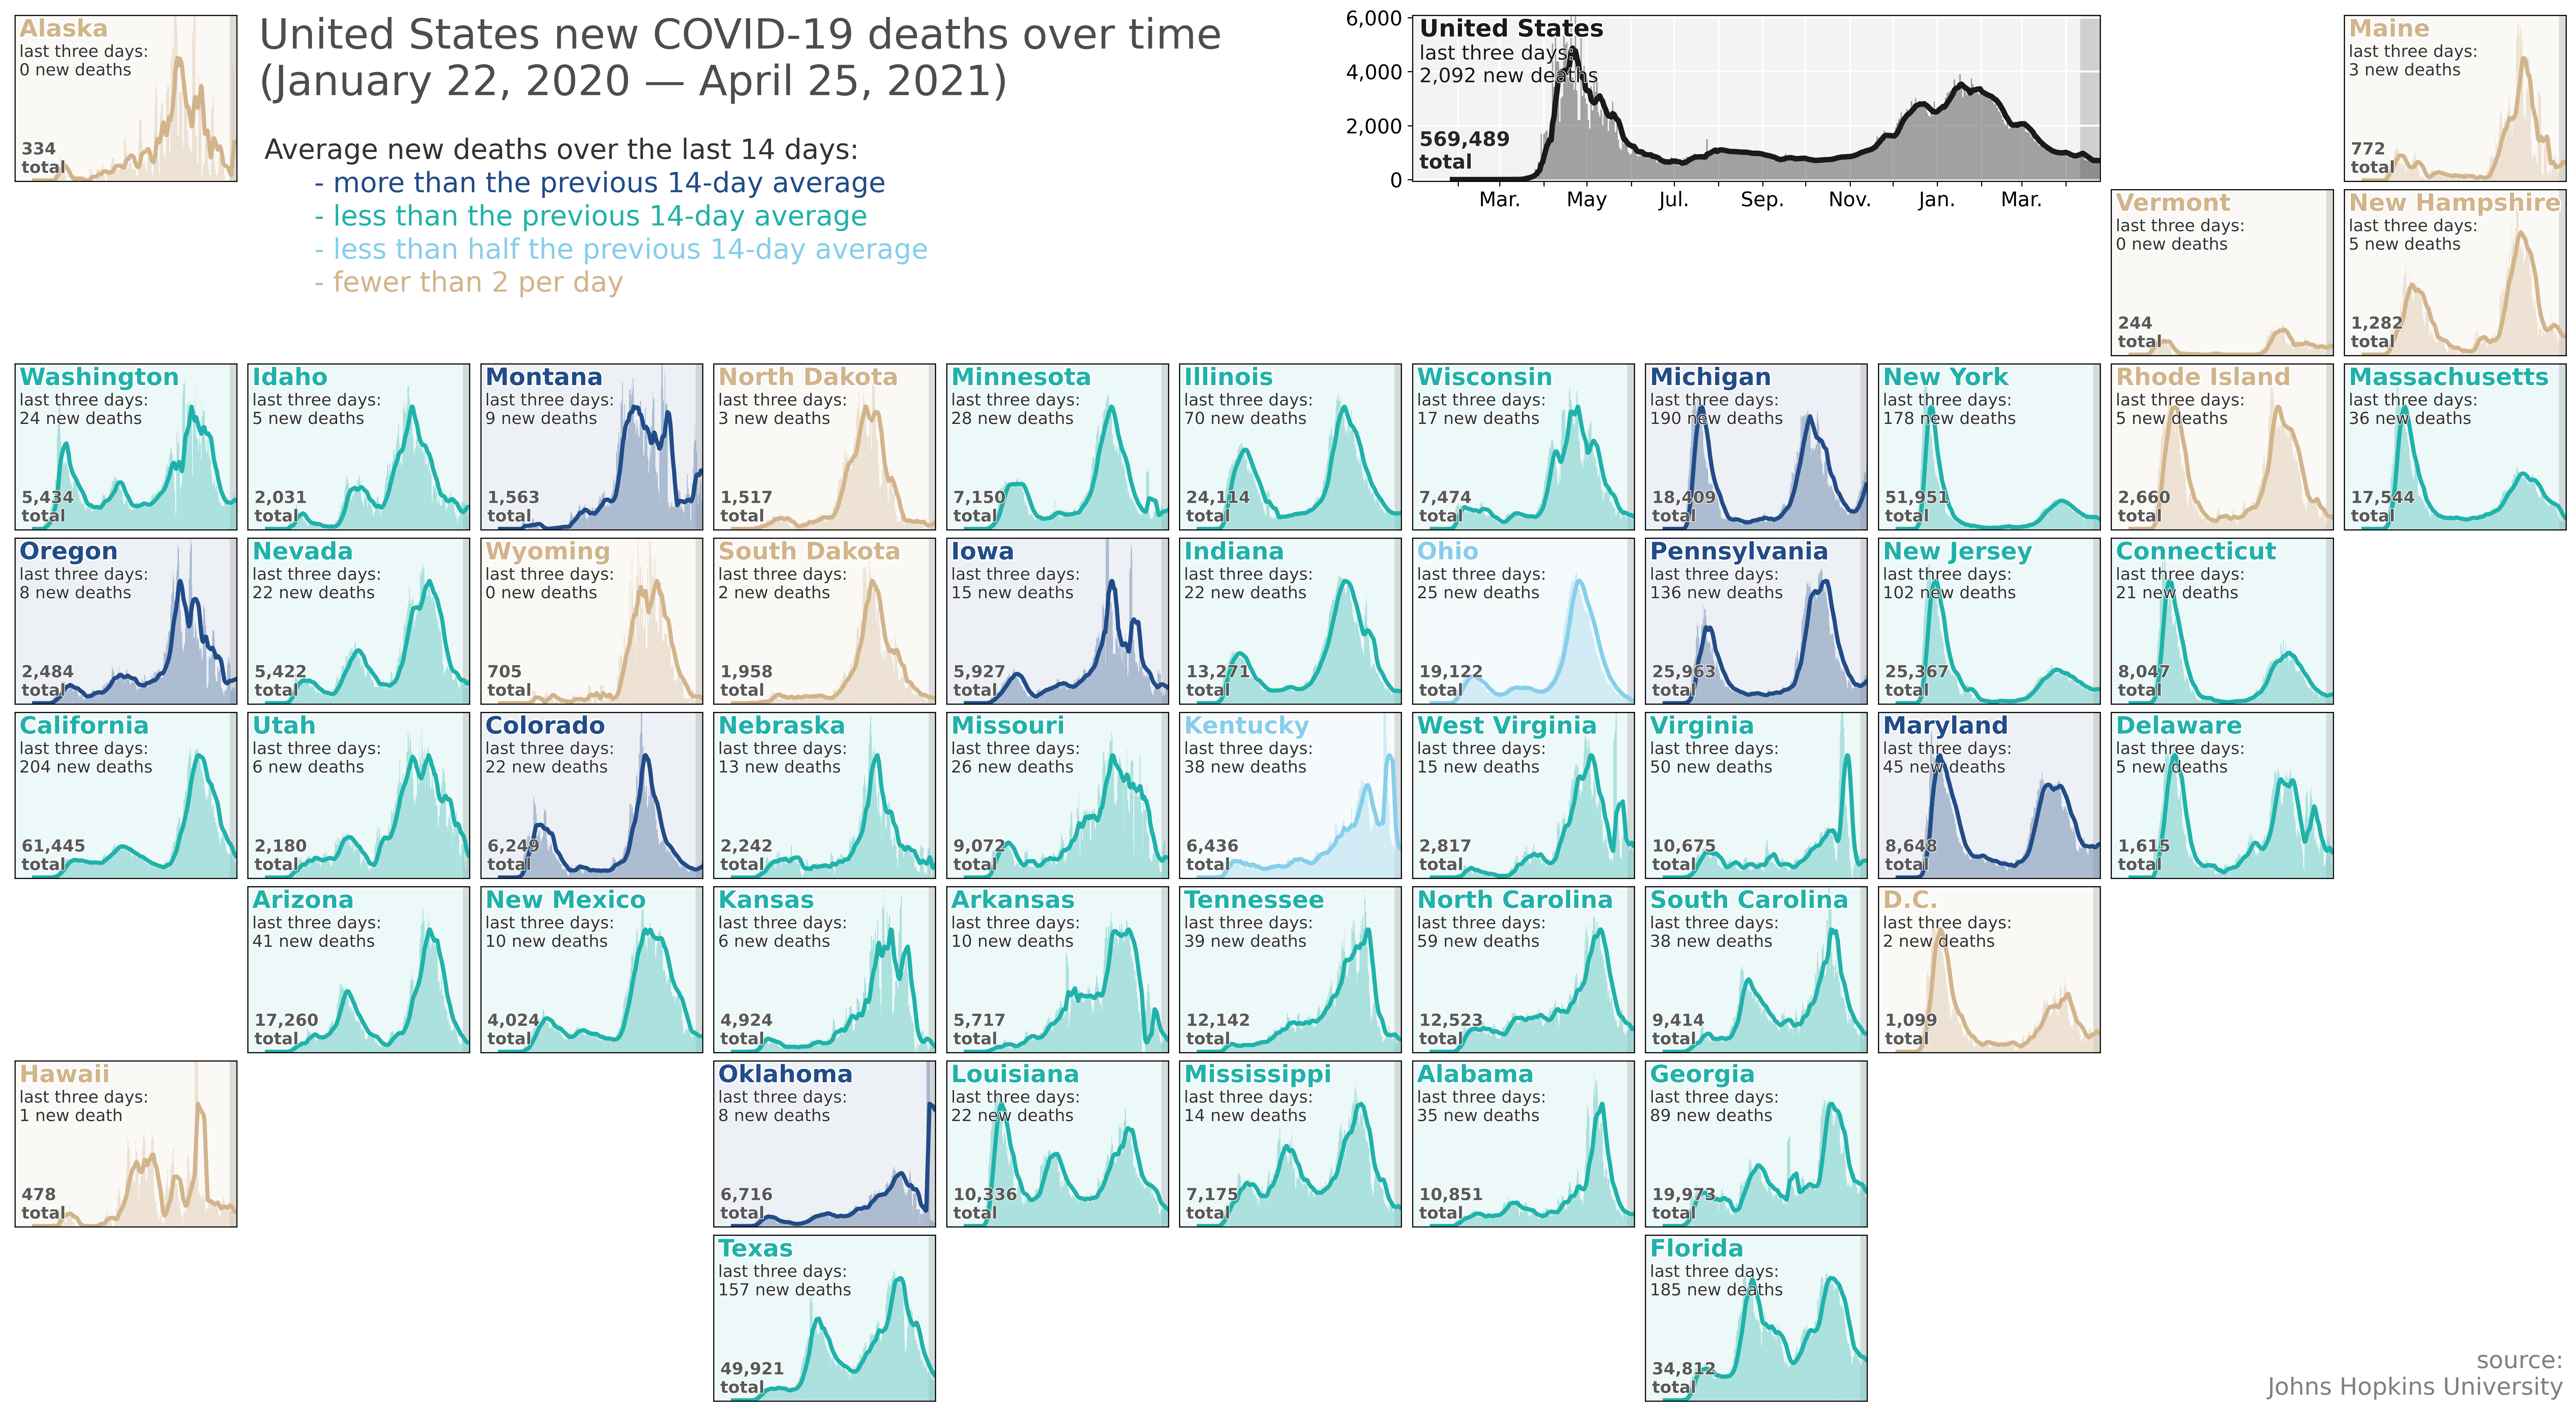 Alaska
last three days:
0 new deaths
334
total
United States new COVID-19 deaths over time
(January 22, 2020 — April 25, 2021)
Average new deaths over the last 14 days:
- more than the previous 14-day average
- less than the previous 14-day average
- less than half the previous 14-day average
- fewer than 2 per day
6,000
4,000
2,000
0
United States
last three days:
2,092 new deaths
569,489
total
Mar. May Jul. Sep. Nov. Jan. Mar.
Maine
last three days:
3 new deaths
772
total
Vermont
last three days:
0 new deaths
244
total
New Hampshire
last three days:
5 new deaths
1,282
total
Washington
last three days:
24 new deaths
5,434
total
Idaho
last three days:
5 new deaths
2,031
total
Montana
last three days:
9 new deaths
1,563
total
North Dakota
last three days:
3 new deaths
1,517
total
Minnesota
last three days:
28 new deaths
7,150
total
Illinois
last three days:
70 new deaths
24,114
total
Wisconsin
last three days:
17 new deaths
7,474
total
Michigan
last three days:
190 new deaths
18,409
total
New York
last three days:
178 new deaths
51,951
total
Rhode Island
last three days:
5 new deaths
2,660
total
Massachusetts
last three days:
36 new deaths
17,544
total
Oregon
last three days:
8 new deaths
2,484
total
Nevada
last three days:
22 new deaths
5,422
total
Wyoming
last three days:
0 new deaths
705
total
South Dakota
last three days:
2 new deaths
1,958
total
Iowa
last three days:
15 new deaths
5,927
total
Indiana
last three days:
22 new deaths
13,271
total
Ohio
last three days:
25 new deaths
19,122
total
Pennsylvania
last three days:
136 new deaths
25,963
total
New Jersey
last three days:
102 new deaths
25,367
total
Connecticut
last three days:
21 new deaths
8,047
total
California
last three days:
204 new deaths
61,445
total
Utah
last three days:
6 new deaths
2,180
total
Colorado
last three days:
22 new deaths
6,249
total
Nebraska
last three days:
13 new deaths
2,242
total
Missouri
last three days:
26 new deaths
9,072
total
Kentucky
last three days:
38 new deaths
6,436
total
West Virginia
last three days:
15 new deaths
2,817
total
Virginia
last three days:
50 new deaths
10,675
total
Maryland
last three days:
45 new deaths
8,648
total
Delaware
last three days:
5 new deaths
1,615
total
Arizona
last three days:
41 new deaths
17,260
total
New Mexico
last three days:
10 new deaths
4,024
total
Kansas
last three days:
6 new deaths
4,924
total
Arkansas
last three days:
10 new deaths
5,717
total
Tennessee
last three days:
39 new deaths
12,142
total
North Carolina
last three days:
59 new deaths
12,523
total
South Carolina
last three days:
38 new deaths
9,414
total
D.C.
last three days:
2 new deaths
1,099
total
Hawaii
last three days:
1 new death
478
total
Oklahoma
last three days:
8 new deaths
6,716
total
Louisiana
last three days:
22 new deaths
10,336
total
Mississippi
last three days:
14 new deaths
7,175
total
Alabama
last three days:
35 new deaths
10,851
total
Georgia
last three days:
89 new deaths
19,973
total
Texas
last three days:
157 new deaths
49,921
total
Florida
last three days:
185 new deaths
34,812
total
source:
Johns Hopkins University